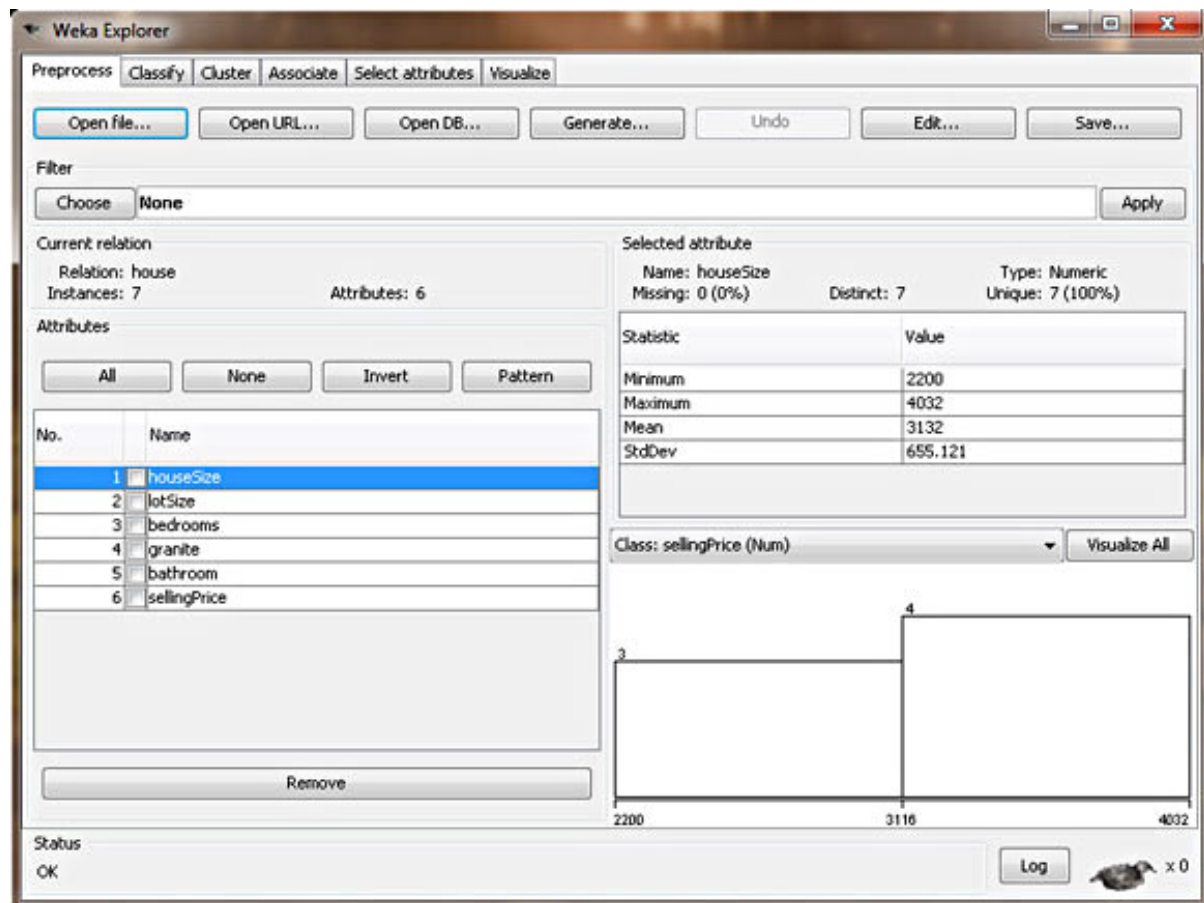 Weka Explorer
Preprocess Classify Cluster Associate Select attributes Visualize
Open file... Open URL... Open DB... Generate... Undo Edit... Save...
Filter
Choose None Apply
Current relation
Relation: house
Instances: 7 Attributes: 6
Attributes
All None Invert Pattern
No. Name
1 houseSize
2 lotSize
3 bedrooms
4 granite
5 bathroom
6 sellingPrice
Remove
Selected attribute
Name: houseSize Type: Numeric
Missing: 0 (0%) Distinct: 7 Unique: 7 (100%)
Statistic Value
Minimum 2200
Maximum 4032
Mean 3132
StdDev 655.121
Class: sellingPrice (Num) Visualize All
4
3
2200 3116 4032
Status
OK
Log x 0